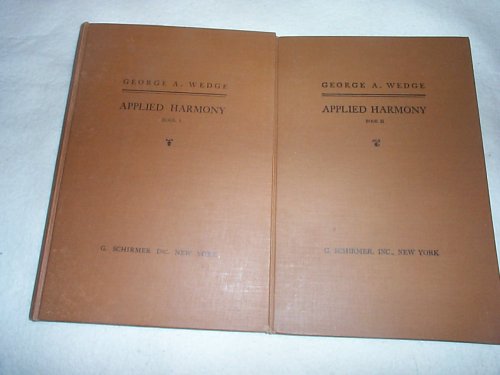 GEORGE A. WEDGE
APPLIED HARMONY
BOOK I
G. SCHIRMER, INC., NEW YORK
GEORGE A. WEDGE
APPLIED HARMONY
BOOK II
G. SCHIRMER, INC., NEW YORK